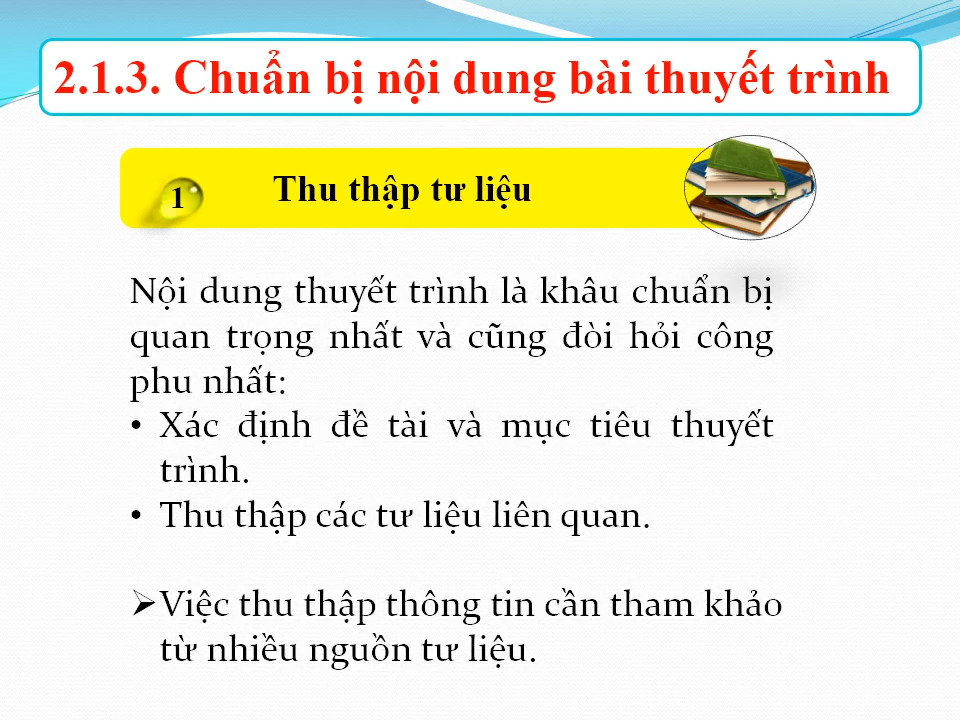 2.1.3. Chuẩn bị nội dung bài thuyết trình
1 Thu thập tư liệu
Nội dung thuyết trình là khâu chuẩn bị
quan trọng nhất và cũng đòi hỏi công
phu nhất:
• Xác định đề tài và mục tiêu thuyết
trình.
• Thu thập các tư liệu liên quan.
➢Việc thu thập thông tin cần tham khảo
từ nhiều nguồn tư liệu.